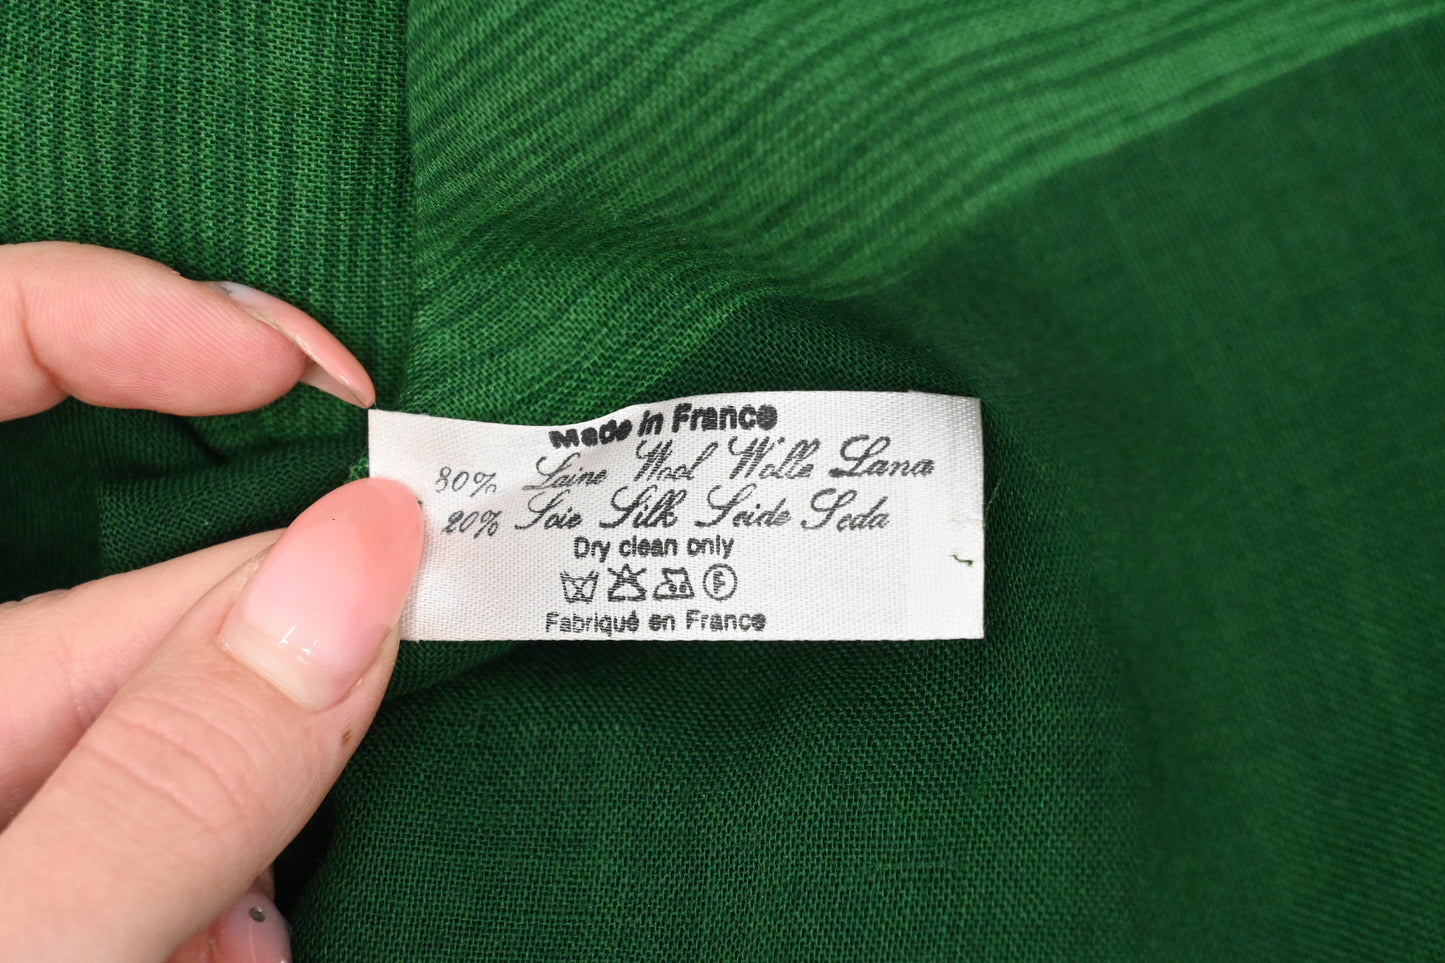 Made in France
80% Laine Wool Wolle Lana
20% Soie Silk Seide Seda
Dry clean only
F
Fabriqué en France